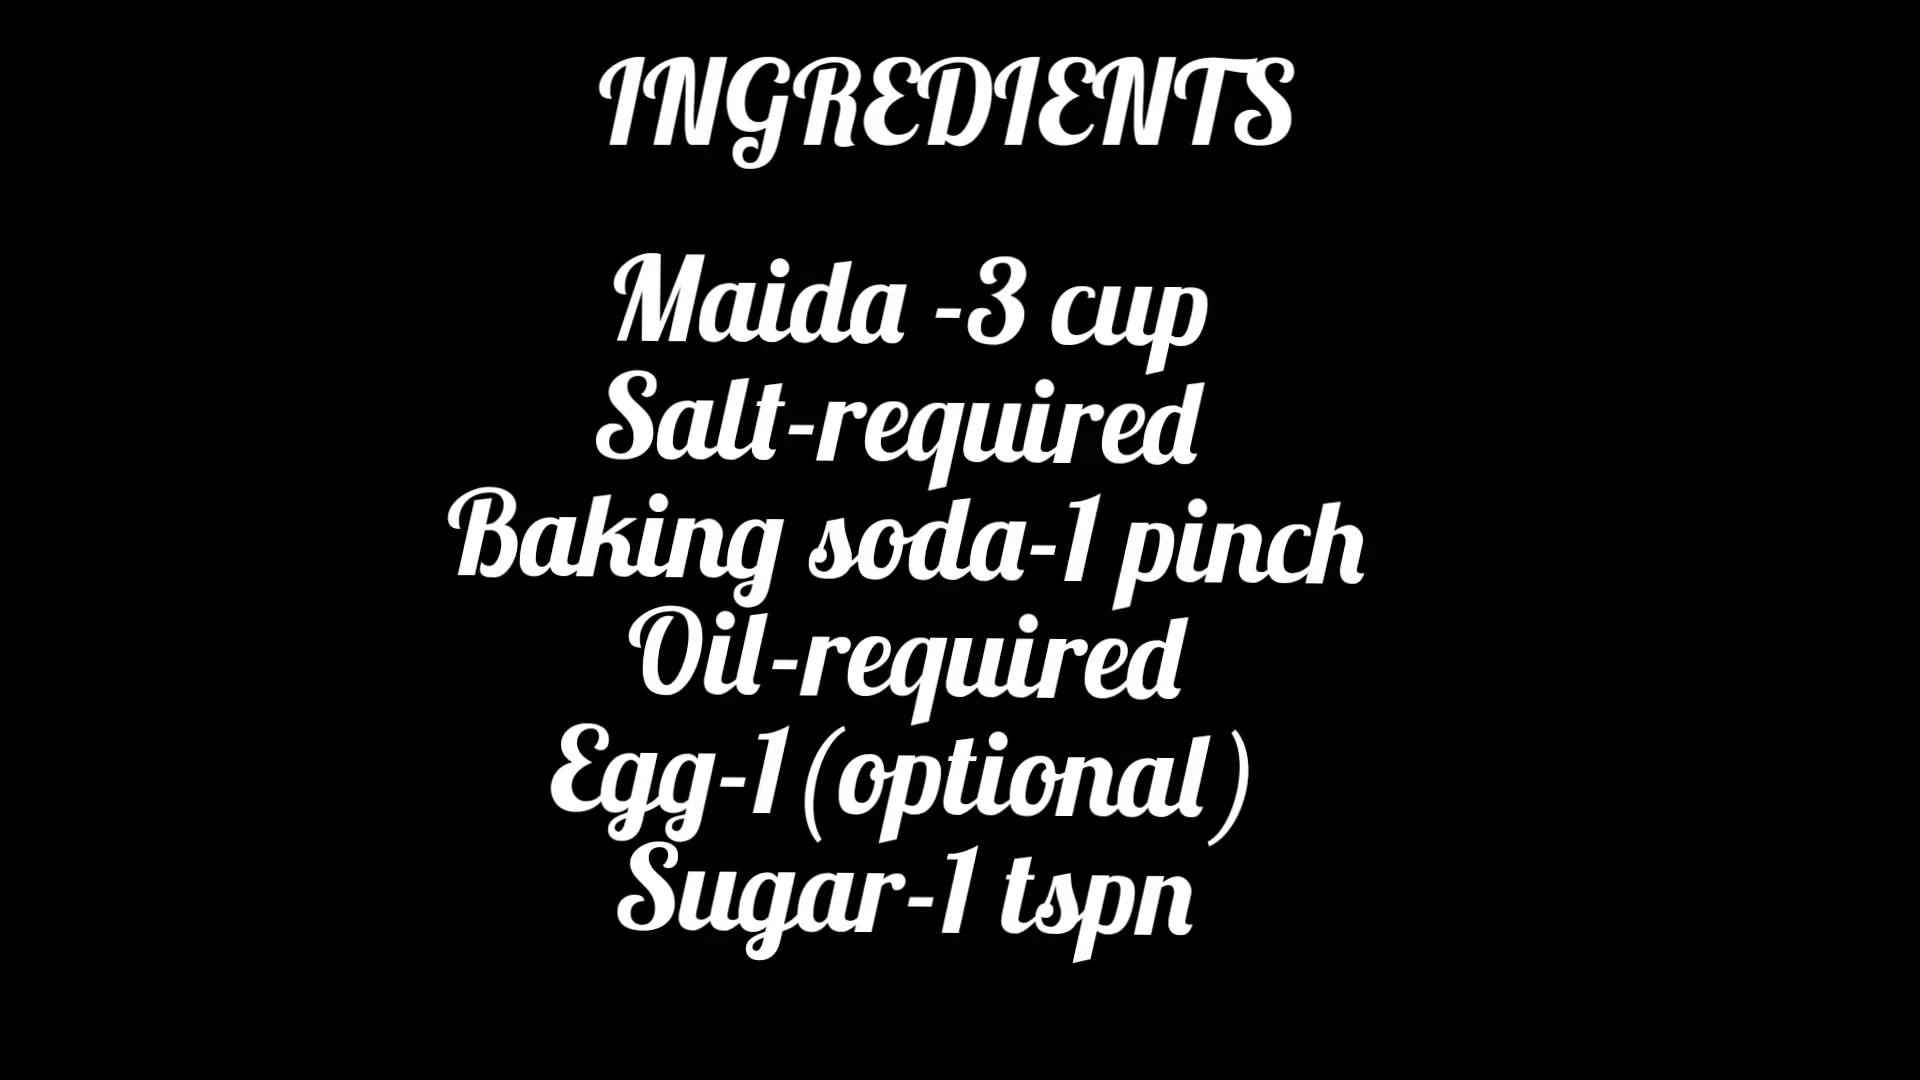 INGREDIENTS
Maida -3 cup
Salt-required
Baking soda-1 pinch
Oil-required
Egg-1 (optional)
Sugar-1 tspn